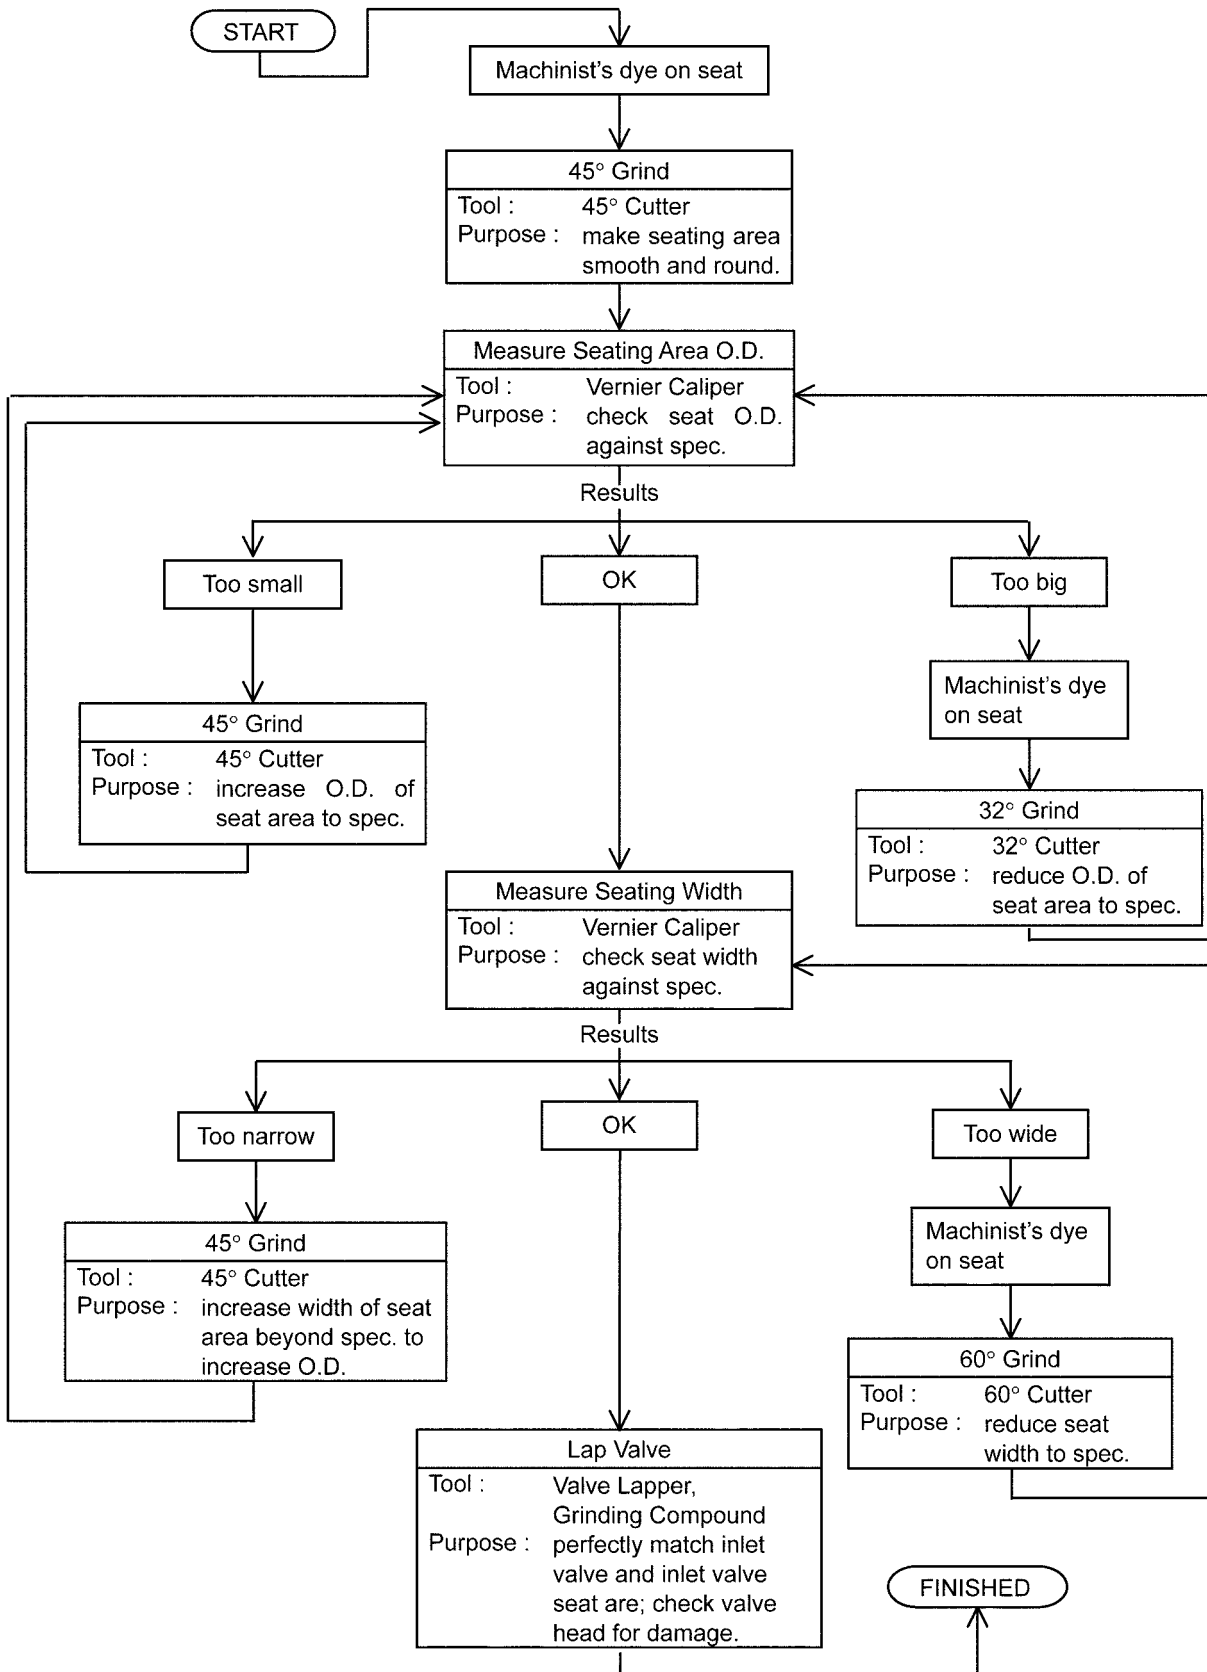 START
Machinist's dye on seat
45° Grind
Tool : 45° Cutter
Purpose : make seating area
smooth and round.
Measure Seating Area O.D.
Tool : Vernier Caliper
Purpose : check seat O.D.
against spec.
Results
Too small
OK
Too big
Machinist's dye
on seat
45° Grind
Tool : 45° Cutter
Purpose : increase O.D. of
seat area to spec.
32° Grind
Tool : 32° Cutter
Purpose : reduce O.D. of
seat area to spec.
Measure Seating Width
Tool : Vernier Caliper
Purpose : check seat width
against spec.
Results
Too narrow
OK
Too wide
Machinist's dye
on seat
45° Grind
Tool : 45° Cutter
Purpose : increase width of seat
area beyond spec. to
increase O.D.
60° Grind
Tool : 60° Cutter
Purpose : reduce seat
width to spec.
Lap Valve
Tool : Valve Lapper,
Grinding Compound
Purpose : perfectly match inlet
valve and inlet valve
seat are; check valve
head for damage.
FINISHED